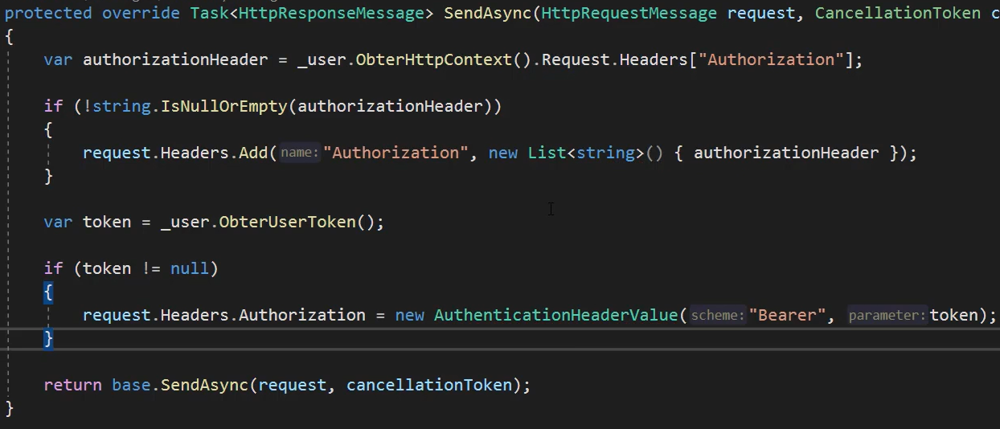 protected override Task<HttpResponseMessage> SendAsync(HttpRequestMessage request, CancellationToken c
{
var authorizationHeader = _user.ObterHttpContext().Request.Headers["Authorization"];
if (!string.IsNullOrEmpty(authorizationHeader))
{
request.Headers.Add(name:"Authorization", new List<string>() { authorizationHeader });
}
var token = _user.ObterUserToken();
if (token != null)
{
request.Headers.Authorization = new AuthenticationHeaderValue(scheme:"Bearer", parameter:token);
}
return base.SendAsync(request, cancellationToken);
}